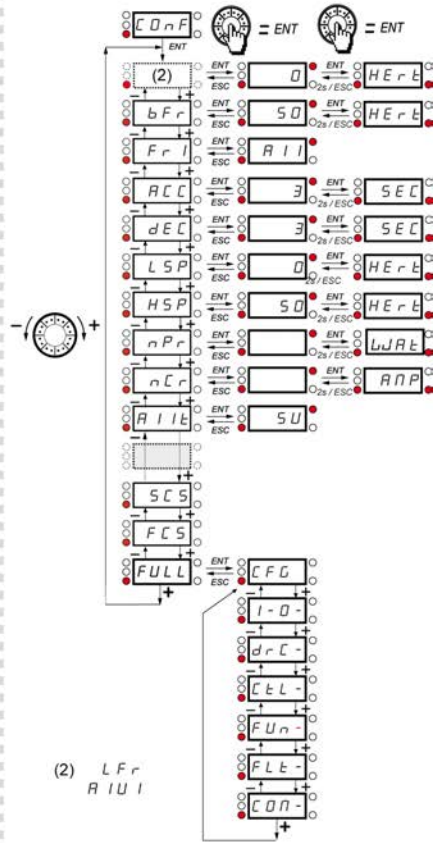 COnF = ENT = ENT
ENT
(2) ENT ESC 0 ENT 2s / ESC HErt
bFr ENT ESC 50 ENT 2s / ESC HErt
Fr1 ENT ESC AI1
ACC ENT ESC 3 ENT 2s / ESC SEC
dEC ENT ESC 3 ENT 2s / ESC SEC
LSP ENT ESC 0 ENT 2s / ESC HErt
HSP ENT ESC 50 ENT 2s / ESC HErt
nPr ENT ESC ENT 2s / ESC WAt
nCr ENT ESC ENT 2s / ESC AMP
AI1t ENT ESC 5U
SCS
FCS
FULL ENT ESC CFG
I-O-
drC-
CtL-
FUn-
FLt-
COM-
(2) LFr
AIU1